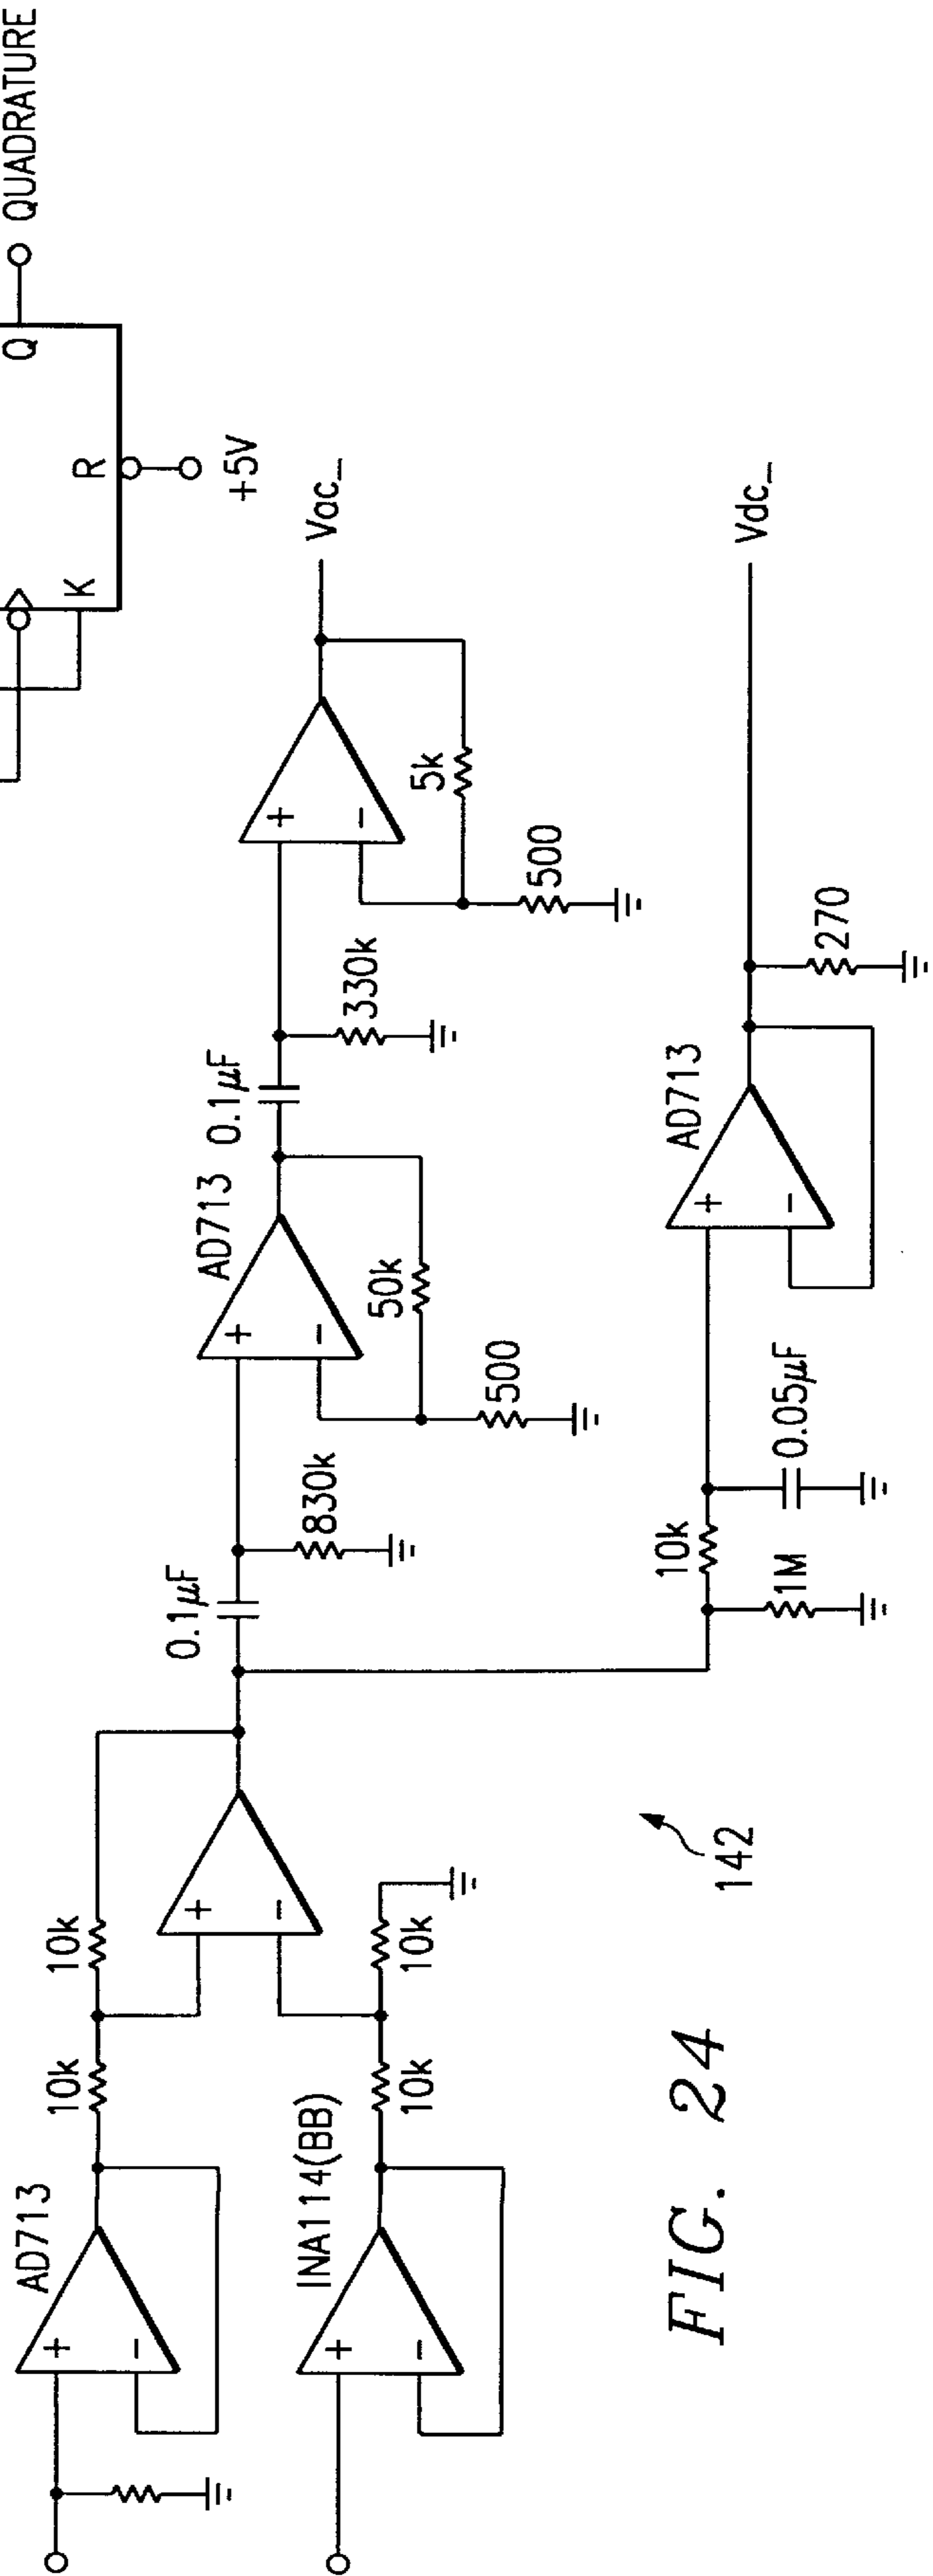 QUADRATURE
Q
R
K
+5V
AD713
+
−
10k
10k
INA114(BB)
+
−
10k
10k
+
−
0.1μF
830k
AD713
+
−
50k
500
0.1μF
330k
+
−
5k
500
Vac_
10k
1M
0.05μF
AD713
+
−
270
Vdc_
142
FIG. 24